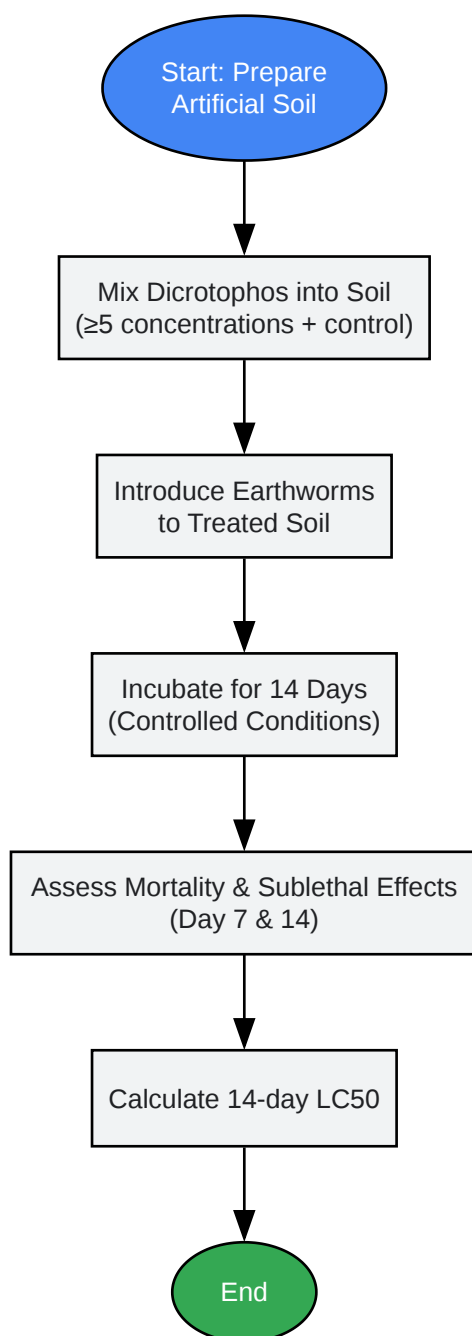 Start: Prepare
Artificial Soil
Mix Dicrotophos into Soil
(≥5 concentrations + control)
Introduce Earthworms
to Treated Soil
Incubate for 14 Days
(Controlled Conditions)
Assess Mortality & Sublethal Effects
(Day 7 & 14)
Calculate 14-day LC50
End